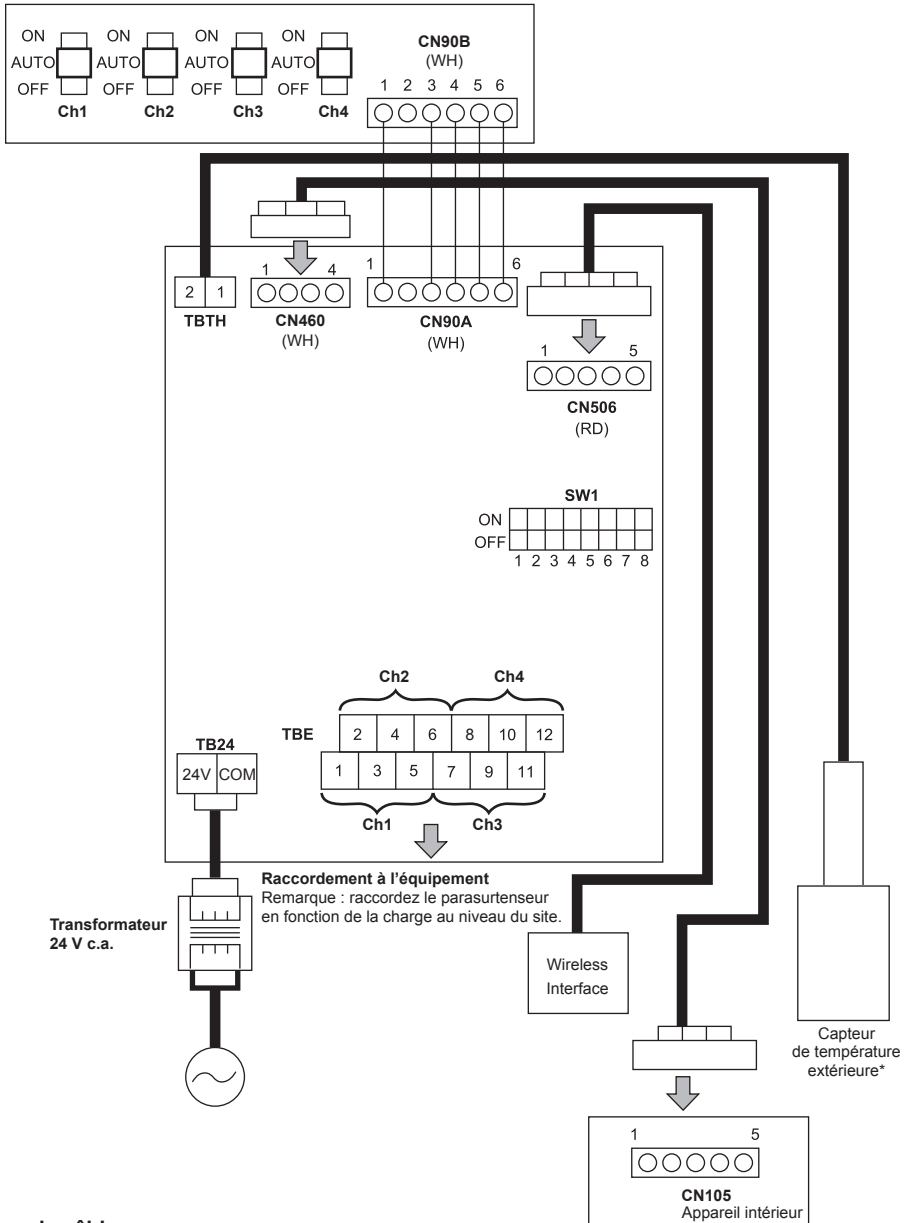 ON ON ON ON
AUTO AUTO AUTO AUTO
OFF OFF OFF OFF
Ch1 Ch2 Ch3 Ch4
CN90B
(WH)
1 2 3 4 5 6
2 1
TBTH
1 4
CN460
(WH)
1 6
CN90A
(WH)
1 5
CN506
(RD)
SW1
ON
OFF
1 2 3 4 5 6 7 8
Ch2 Ch4
TBE
2 4 6 8 10 12
1 3 5 7 9 11
Ch1 Ch3
TB24
24V COM
Raccordement à l'équipement
Remarque : raccordez le parasurtenseur
en fonction de la charge au niveau du site.
Transformateur
24 V c.a.
Wireless
Interface
Capteur
de température
extérieure*
1 5
CN105
Appareil intérieur